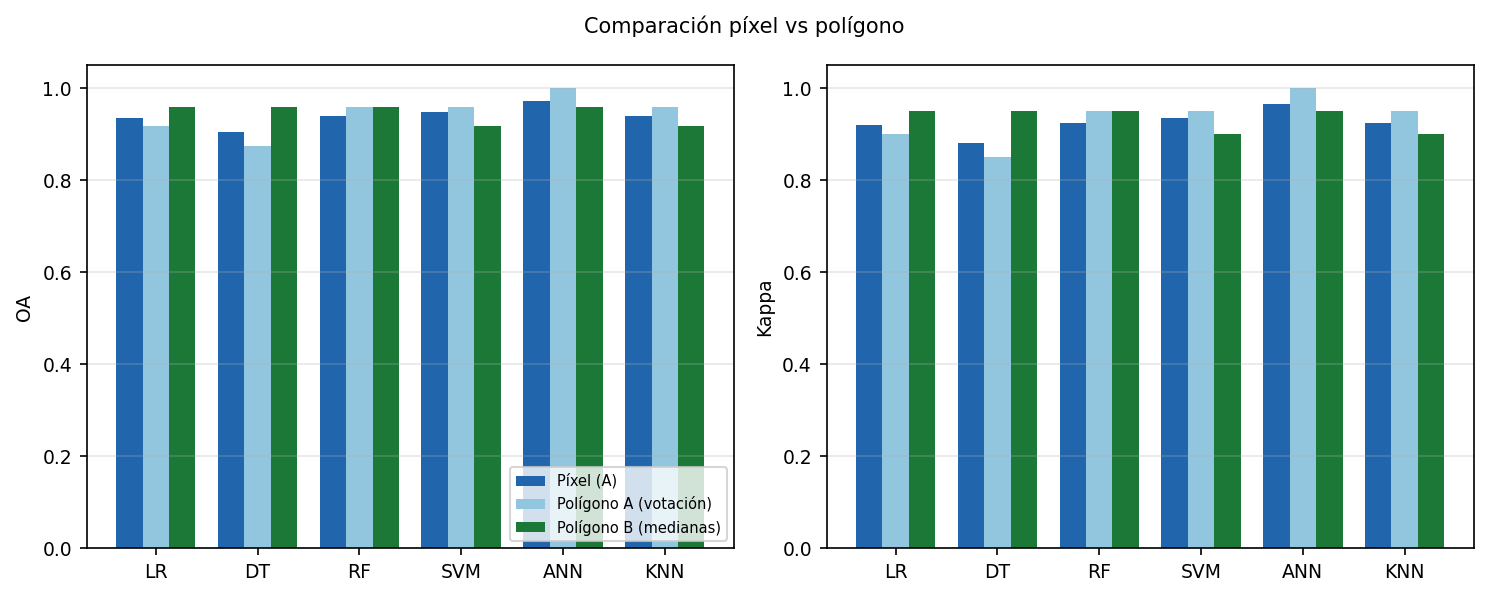 Comparación píxel vs polígono
OA
1.0
0.8
0.6
0.4
0.2
0.0
Píxel (A)
Polígono A (votación)
Polígono B (medianas)
LR DT RF SVM ANN KNN
Kappa
1.0
0.8
0.6
0.4
0.2
0.0
LR DT RF SVM ANN KNN